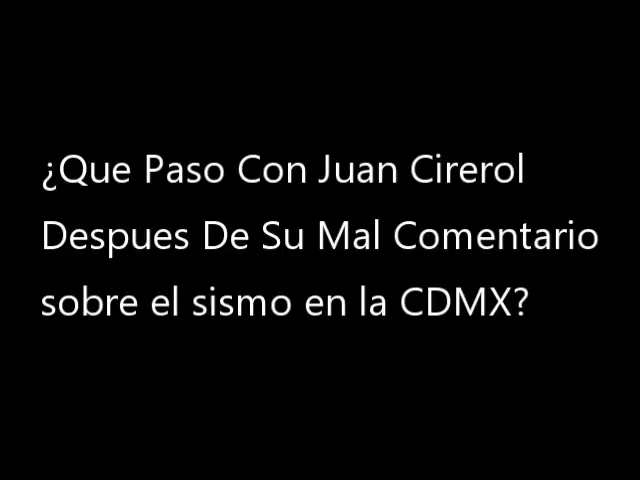 ¿Que Paso Con Juan Cirerol
Despues De Su Mal Comentario
sobre el sismo en la CDMX?